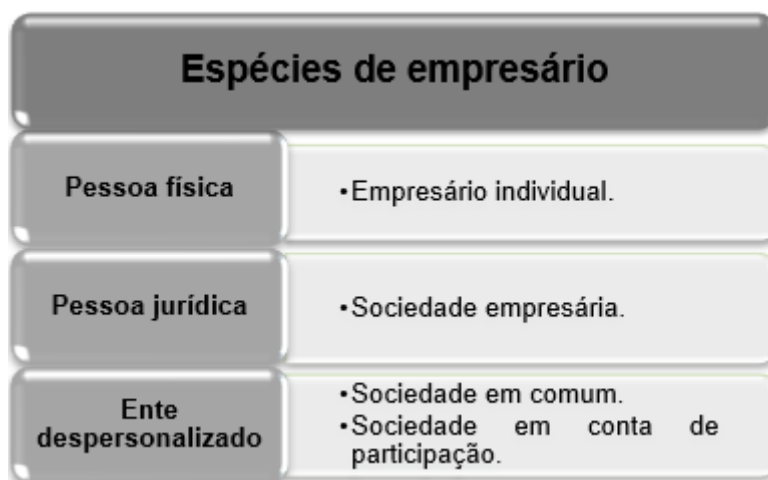 Espécies de empresário
Pessoa física
•Empresário individual.
Pessoa jurídica
•Sociedade empresária.
Ente
despersonalizado
•Sociedade em comum.
•Sociedade em conta de
participação.